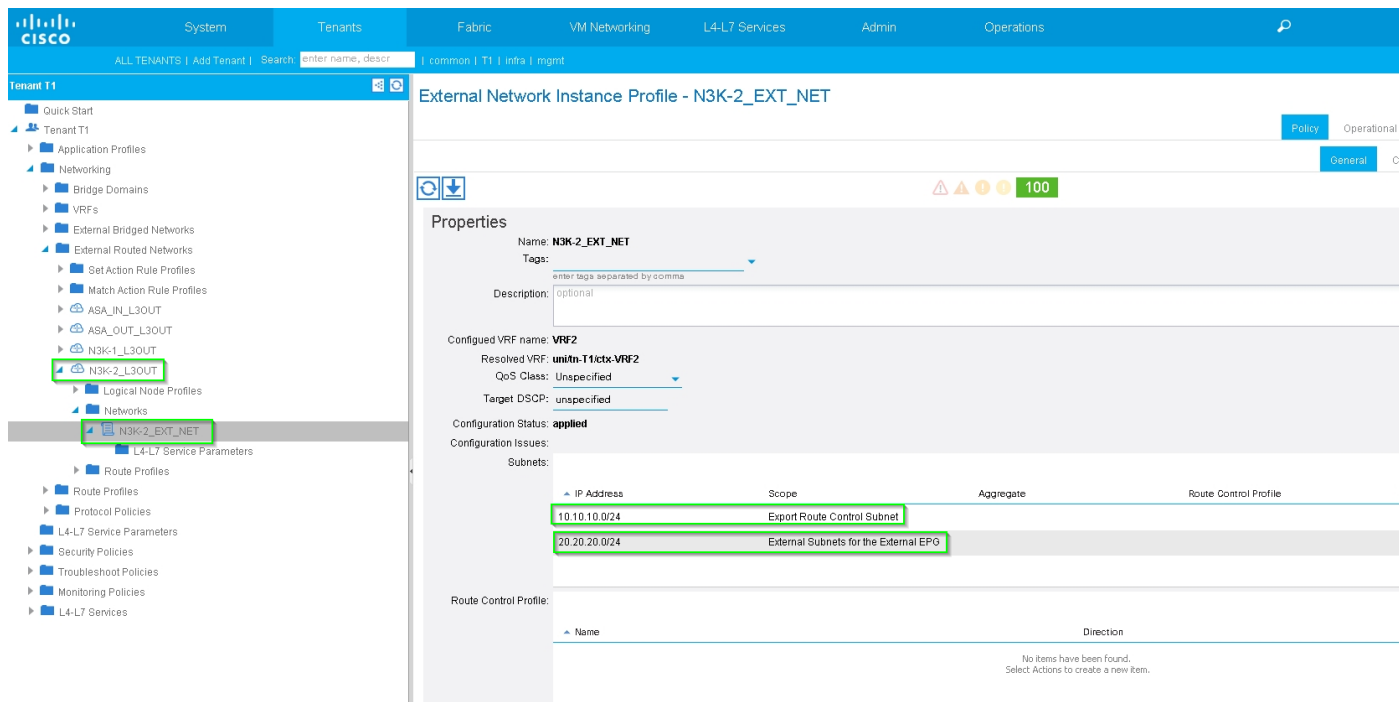 CISCO
System
Tenants
Fabric
VM Networking
L4-L7 Services
Admin
Operations
ALL TENANTS | Add Tenant | Search: enter name, descr | common | T1 | infra | mgmt
Tenant T1
Quick Start
Tenant T1
Application Profiles
Networking
Bridge Domains
VRFs
External Bridged Networks
External Routed Networks
Set Action Rule Profiles
Match Action Rule Profiles
ASA_IN_L3OUT
ASA_OUT_L3OUT
N3K-1_L3OUT
N3K-2_L3OUT
Logical Node Profiles
Networks
N3K-2_EXT_NET
L4-L7 Service Parameters
Route Profiles
Route Profiles
Protocol Policies
L4-L7 Service Parameters
Security Policies
Troubleshoot Policies
Monitoring Policies
L4-L7 Services
External Network Instance Profile - N3K-2_EXT_NET
Policy
Operational
General
C
100
Properties
Name: N3K-2_EXT_NET
Tags:
enter tags separated by comma
Description: optional
Configued VRF name: VRF2
Resolved VRF: uni/tn-T1/ctx-VRF2
QoS Class: Unspecified
Target DSCP: unspecified
Configuration Status: applied
Configuration Issues:
Subnets:
IP Address Scope Aggregate Route Control Profile
10.10.10.0/24 Export Route Control Subnet
20.20.20.0/24 External Subnets for the External EPG
Route Control Profile:
Name Direction
No items have been found.
Select Actions to create a new item.